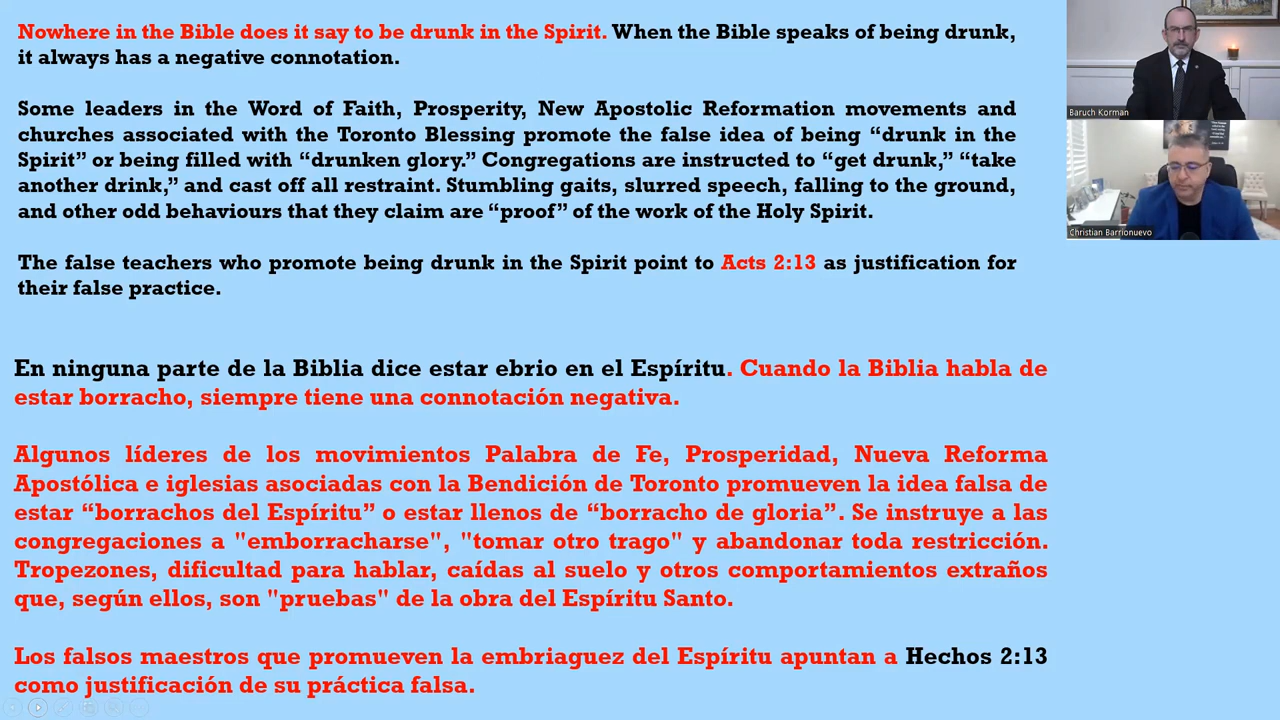 Nowhere in the Bible does it say to be drunk in the Spirit. When the Bible speaks of being drunk,
it always has a negative connotation.
Some leaders in the Word of Faith, Prosperity, New Apostolic Reformation movements and
churches associated with the Toronto Blessing promote the false idea of being “drunk in the
Spirit” or being filled with “drunken glory.” Congregations are instructed to “get drunk,” “take
another drink,” and cast off all restraint. Stumbling gaits, slurred speech, falling to the ground,
and other odd behaviours that they claim are “proof” of the work of the Holy Spirit.
The false teachers who promote being drunk in the Spirit point to Acts 2:13 as justification for
their false practice.
En ninguna parte de la Biblia dice estar ebrio en el Espíritu. Cuando la Biblia habla de
estar borracho, siempre tiene una connotación negativa.
Algunos líderes de los movimientos Palabra de Fe, Prosperidad, Nueva Reforma
Apostólica e iglesias asociadas con la Bendición de Toronto promueven la idea falsa de
estar “borrachos del Espíritu” o estar llenos de “borracho de gloria”. Se instruye a las
congregaciones a "emborracharse", "tomar otro trago" y abandonar toda restricción.
Tropezones, dificultad para hablar, caídas al suelo y otros comportamientos extraños
que, según ellos, son "pruebas" de la obra del Espíritu Santo.
Los falsos maestros que promueven la embriaguez del Espíritu apuntan a Hechos 2:13
como justificación de su práctica falsa.
Baruch Korman
Christian Barrionuevo